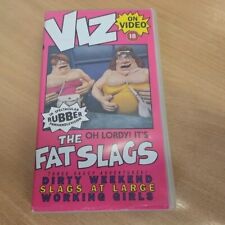 VIZ
ON
VIDEO!
18
SPECTACULAR
RUBBER
OH LORDY! IT'S
THE
FAT SLAGS
THREE SAUCY ADVENTURES!
DIRTY WEEKEND
SLAGS AT LARGE
WORKING GIRLS